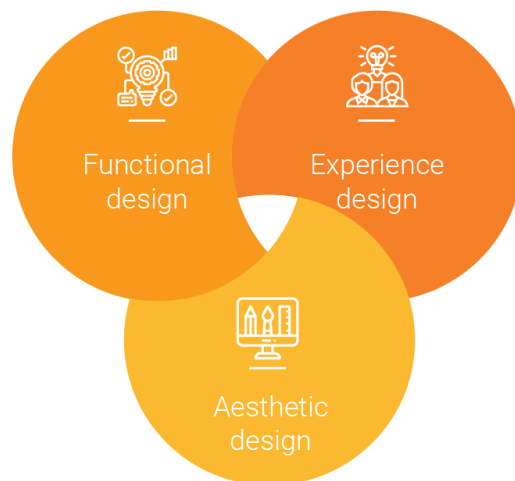 Functional
design
Experience
design
Aesthetic
design